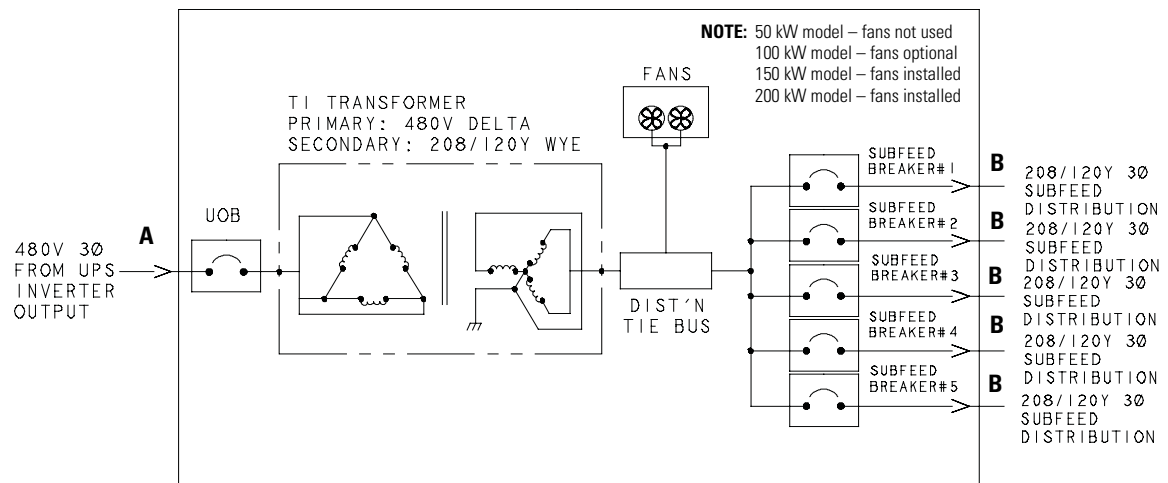 NOTE: 50 kW model – fans not used
100 kW model – fans optional
150 kW model – fans installed
200 kW model – fans installed
FANS
T1 TRANSFORMER
PRIMARY: 480V DELTA
SECONDARY: 208/120Y WYE
UOB
A
480V 3Ø
FROM UPS
INVERTER
OUTPUT
DIST'N
TIE BUS
SUBFEED
BREAKER#1
B
208/120Y 3Ø
SUBFEED
DISTRIBUTION
SUBFEED
BREAKER#2
B
208/120Y 3Ø
SUBFEED
DISTRIBUTION
SUBFEED
BREAKER#3
B
208/120Y 3Ø
SUBFEED
DISTRIBUTION
SUBFEED
BREAKER#4
B
208/120Y 3Ø
SUBFEED
DISTRIBUTION
SUBFEED
BREAKER#5
B
208/120Y 3Ø
SUBFEED
DISTRIBUTION